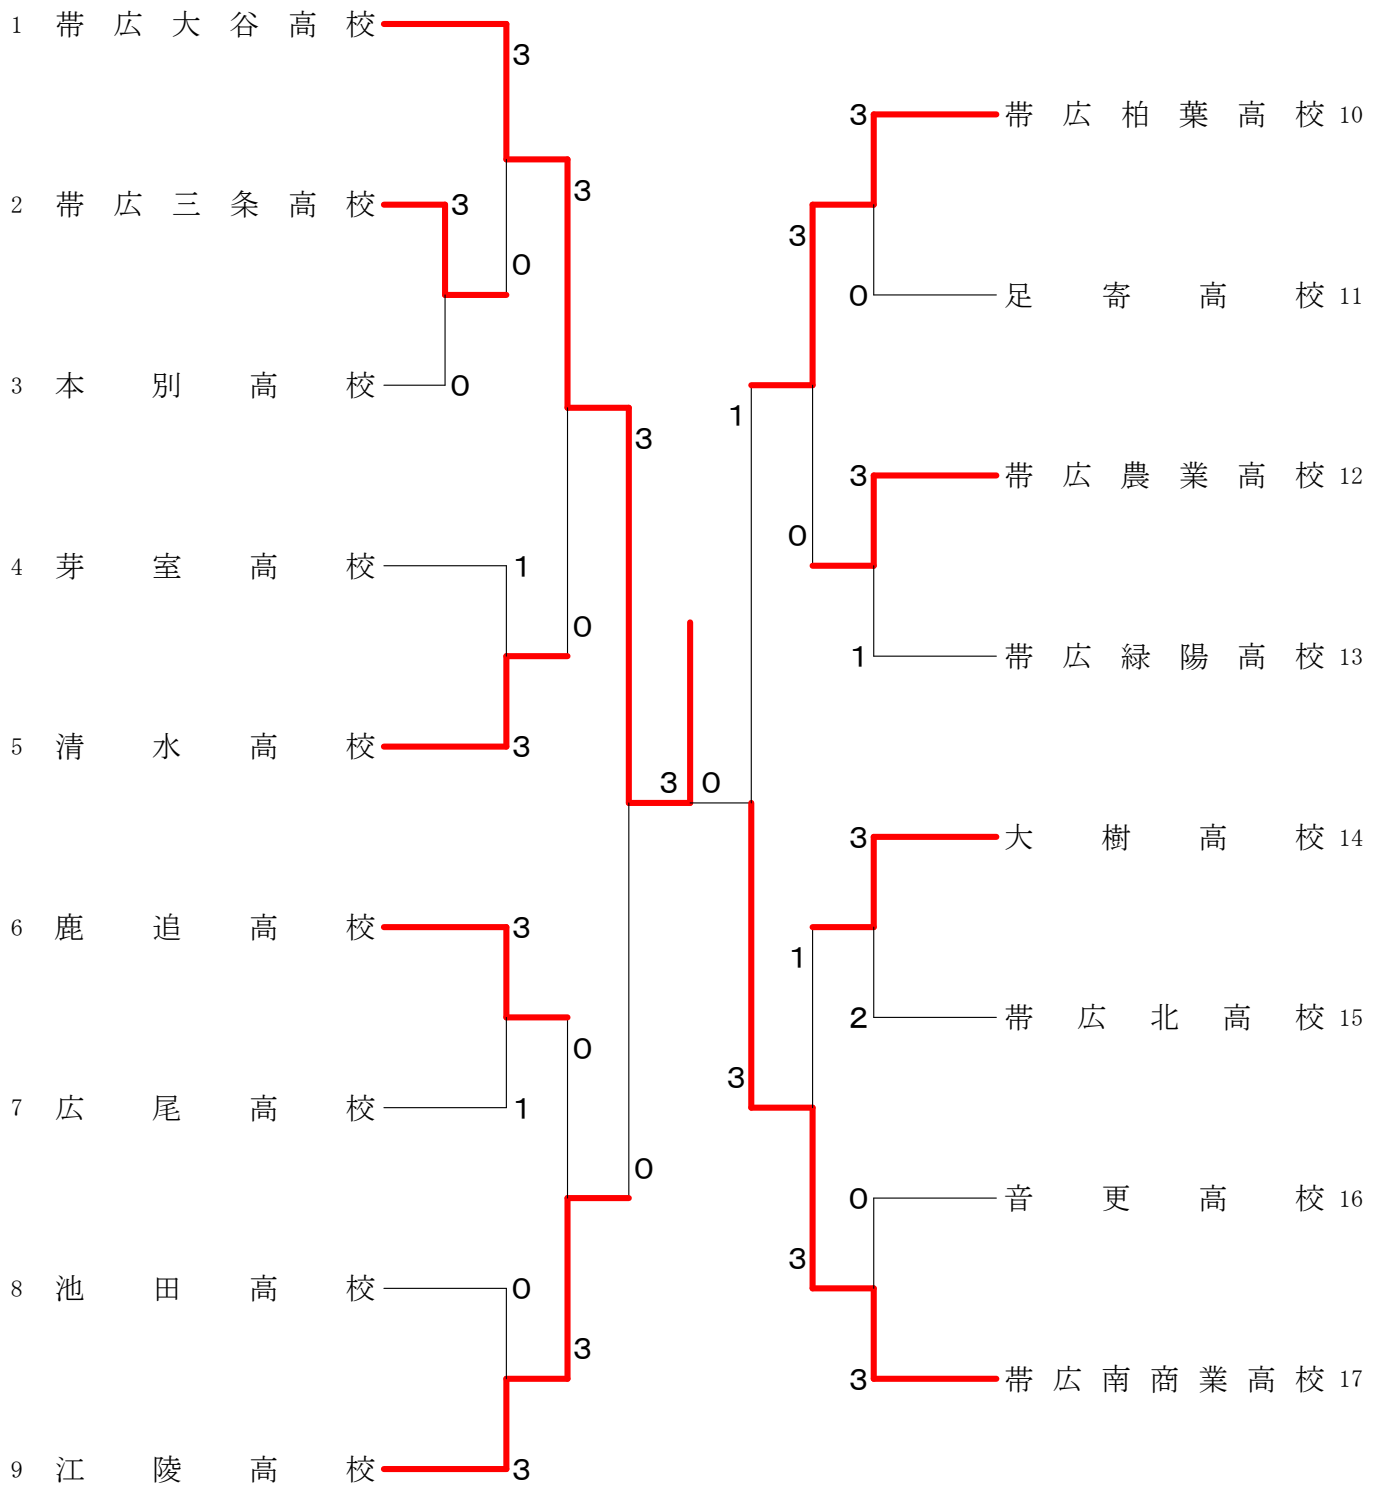 1 帯広大谷高校
3
3 帯広柏葉高校 10
2 帯広三条高校 3
3
3
0
0 足寄高校 11
3 本別高校 0
1
3
3 帯広農業高校 12
0
4 芽室高校 1
0
1 帯広緑陽高校 13
5 清水高校 3
3 0
3 大樹高校 14
6 鹿追高校 3
1
2 帯広北高校 15
0
3
7 広尾高校 1
0
0 音更高校 16
3
8 池田高校 0
3
3 帯広南商業高校 17
9 江陵高校 3